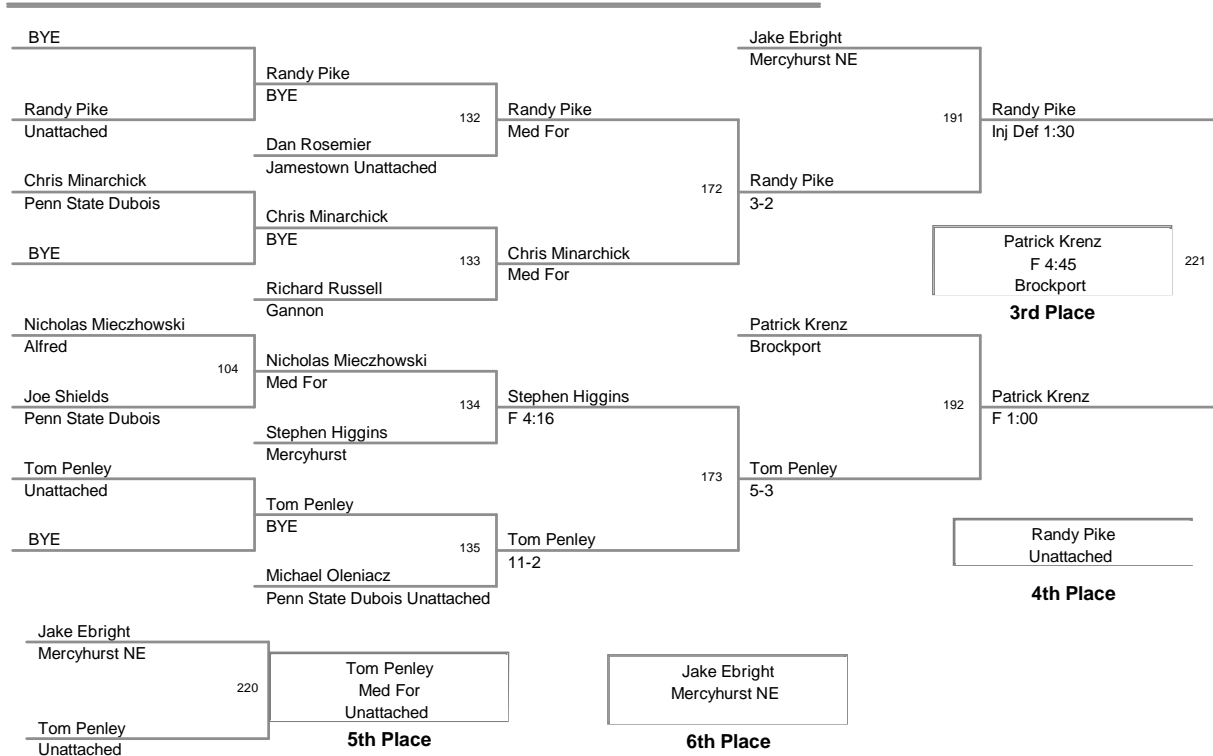 BYE
Randy Pike
Unattached
Chris Minarchick
Penn State Dubois
BYE
Nicholas Mieczhowski
Alfred
104
Joe Shields
Penn State Dubois
Tom Penley
Unattached
BYE
Randy Pike
BYE
132
Dan Rosemier
Jamestown Unattached
Chris Minarchick
BYE
133
Richard Russell
Gannon
Nicholas Mieczhowski
Med For
134
Stephen Higgins
Mercyhurst
Tom Penley
BYE
135
Michael Oleniacz
Penn State Dubois Unattached
Randy Pike
Med For
172
Chris Minarchick
Med For
Stephen Higgins
F 4:16
173
Tom Penley
11-2
Jake Ebright
Mercyhurst NE
191
Randy Pike
3-2
Patrick Krenz
Brockport
192
Tom Penley
5-3
Randy Pike
Inj Def 1:30
Patrick Krenz
F 4:45
Brockport
221
3rd Place
Patrick Krenz
F 1:00
Randy Pike
Unattached
4th Place
Jake Ebright
Mercyhurst NE
220
Tom Penley
Unattached
Tom Penley
Med For
Unattached
5th Place
Jake Ebright
Mercyhurst NE
6th Place